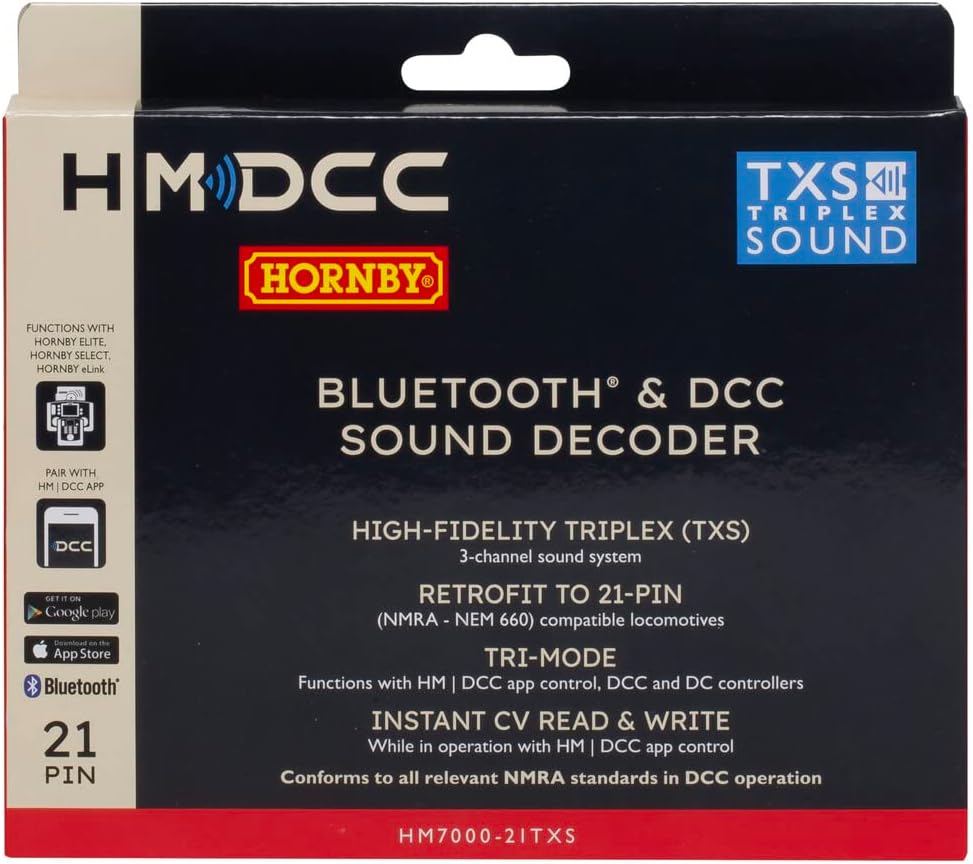 HM DCC
TXS
TRIPLEX
SOUND
HORNBY®
FUNCTIONS WITH
HORNBY ELITE,
HORNBY SELECT,
HORNBY eLink
PAIR WITH
HM | DCC APP
DCC
GET IT ON
Google play
Download on the
App Store
Bluetooth®
21
PIN
BLUETOOTH® & DCC
SOUND DECODER
HIGH-FIDELITY TRIPLEX (TXS)
3-channel sound system
RETROFIT TO 21-PIN
(NMRA - NEM 660) compatible locomotives
TRI-MODE
Functions with HM | DCC app control, DCC and DC controllers
INSTANT CV READ & WRITE
While in operation with HM | DCC app control
Conforms to all relevant NMRA standards in DCC operation
HM7000-21TXS